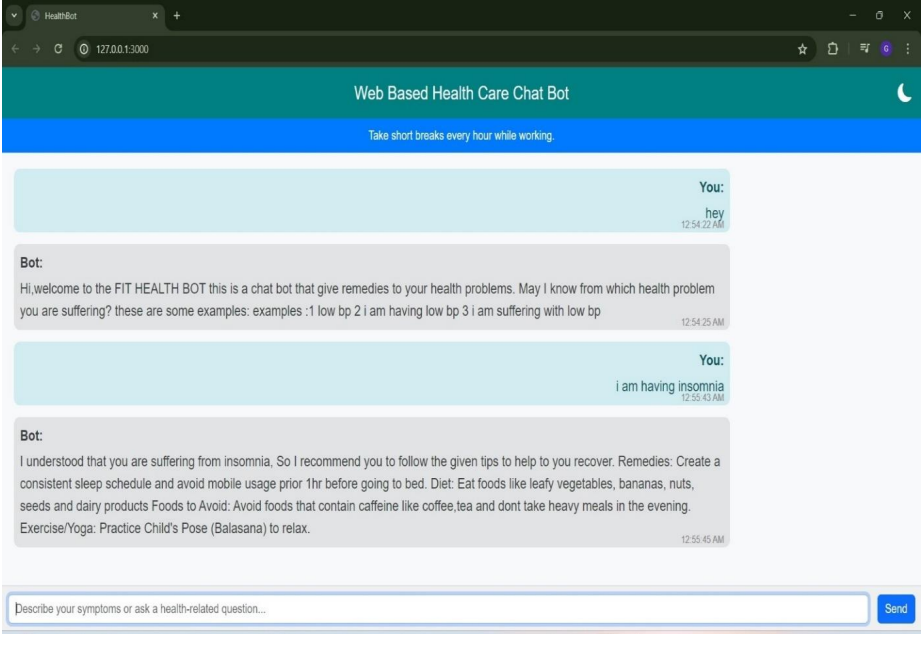 HealthBot
127.0.0.1:3000
G
Web Based Health Care Chat Bot
Take short breaks every hour while working.
You:
hey
12:54:22 AM
Bot:
Hi,welcome to the FIT HEALTH BOT this is a chat bot that give remedies to your health problems. May I know from which health problem
you are suffering? these are some examples: examples :1 low bp 2 i am having low bp 3 i am suffering with low bp
12:54:25 AM
You:
i am having insomnia
12:55:43 AM
Bot:
I understood that you are suffering from insomnia, So I recommend you to follow the given tips to help to you recover. Remedies: Create a
consistent sleep schedule and avoid mobile usage prior 1hr before going to bed. Diet: Eat foods like leafy vegetables, bananas, nuts,
seeds and dairy products Foods to Avoid: Avoid foods that contain caffeine like coffee,tea and dont take heavy meals in the evening.
Exercise/Yoga: Practice Child's Pose (Balasana) to relax.
12:55:45 AM
Describe your symptoms or ask a health-related question...
Send